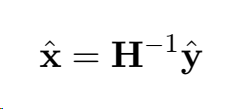 x̂ = H⁻¹ŷ